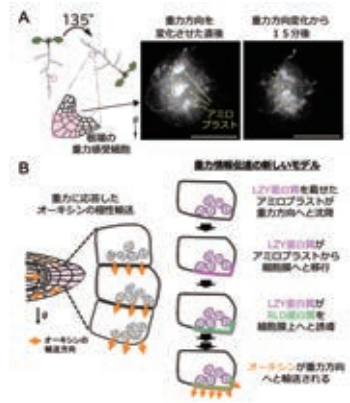 A
135°
重力方向を
変化させた直後
重力方向変化から
15分後
アミロ
プラスト
根端の
重力感受細胞
g
B
重力に応答した
オーキシンの極性輸送
g
オーキシンの
輸送方向
重力情報伝達の新しいモデル
LZY蛋白質を載せた
アミロプラストが
重力方向へと沈降
LZY蛋白質が
アミロプラストから
細胞膜へと移行
LZY蛋白質が
RLD蛋白質を
細胞膜上へと誘導
オーキシンが重力方向
へと輸送される